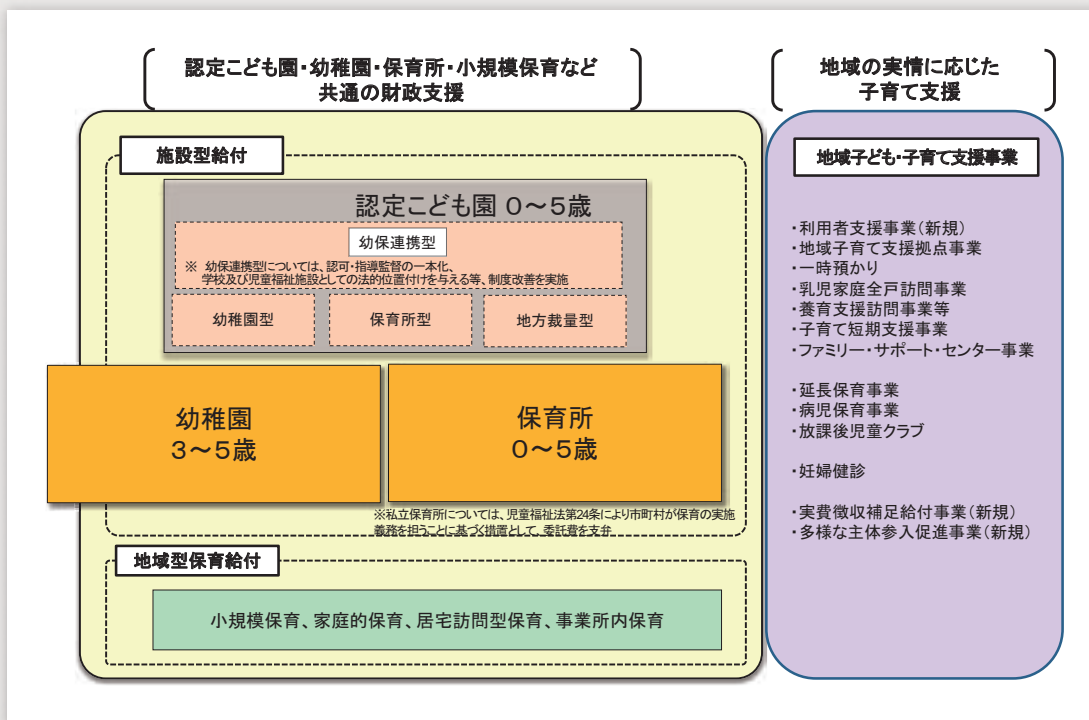 認定こども園・幼稚園・保育所・小規模保育など
共通の財政支援
施設型給付
認定こども園 0～5歳
幼保連携型
※ 幼保連携型については、認可・指導監督の一本化、
学校及び児童福祉施設としての法的位置付けを与える等、制度改善を実施
幼稚園型
保育所型
地方裁量型
幼稚園
3～5歳
保育所
0～5歳
※私立保育所については、児童福祉法第24条により市町村が保育の実施
義務を担うことに基づく措置として、委託費を支弁
地域型保育給付
小規模保育、家庭的保育、居宅訪問型保育、事業所内保育
地域の実情に応じた
子育て支援
地域子ども・子育て支援事業
・利用者支援事業（新規）
・地域子育て支援拠点事業
・一時預かり
・乳児家庭全戸訪問事業
・養育支援訪問事業等
・子育て短期支援事業
・ファミリー・サポート・センター事業
・延長保育事業
・病児保育事業
・放課後児童クラブ
・妊婦健診
・実費徴収補足給付事業（新規）
・多様な主体参入促進事業（新規）